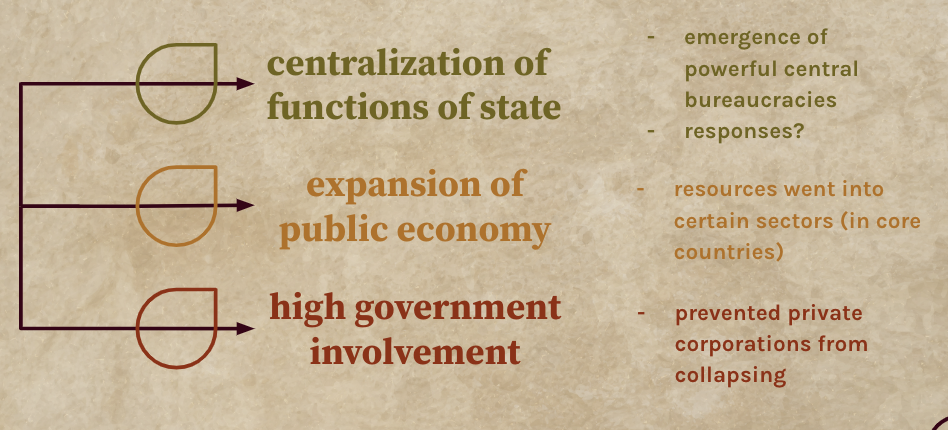 centralization of
functions of state
- emergence of
powerful central
bureaucracies
- responses?
expansion of
public economy
- resources went into
certain sectors (in core
countries)
high government
involvement
- prevented private
corporations from
collapsing